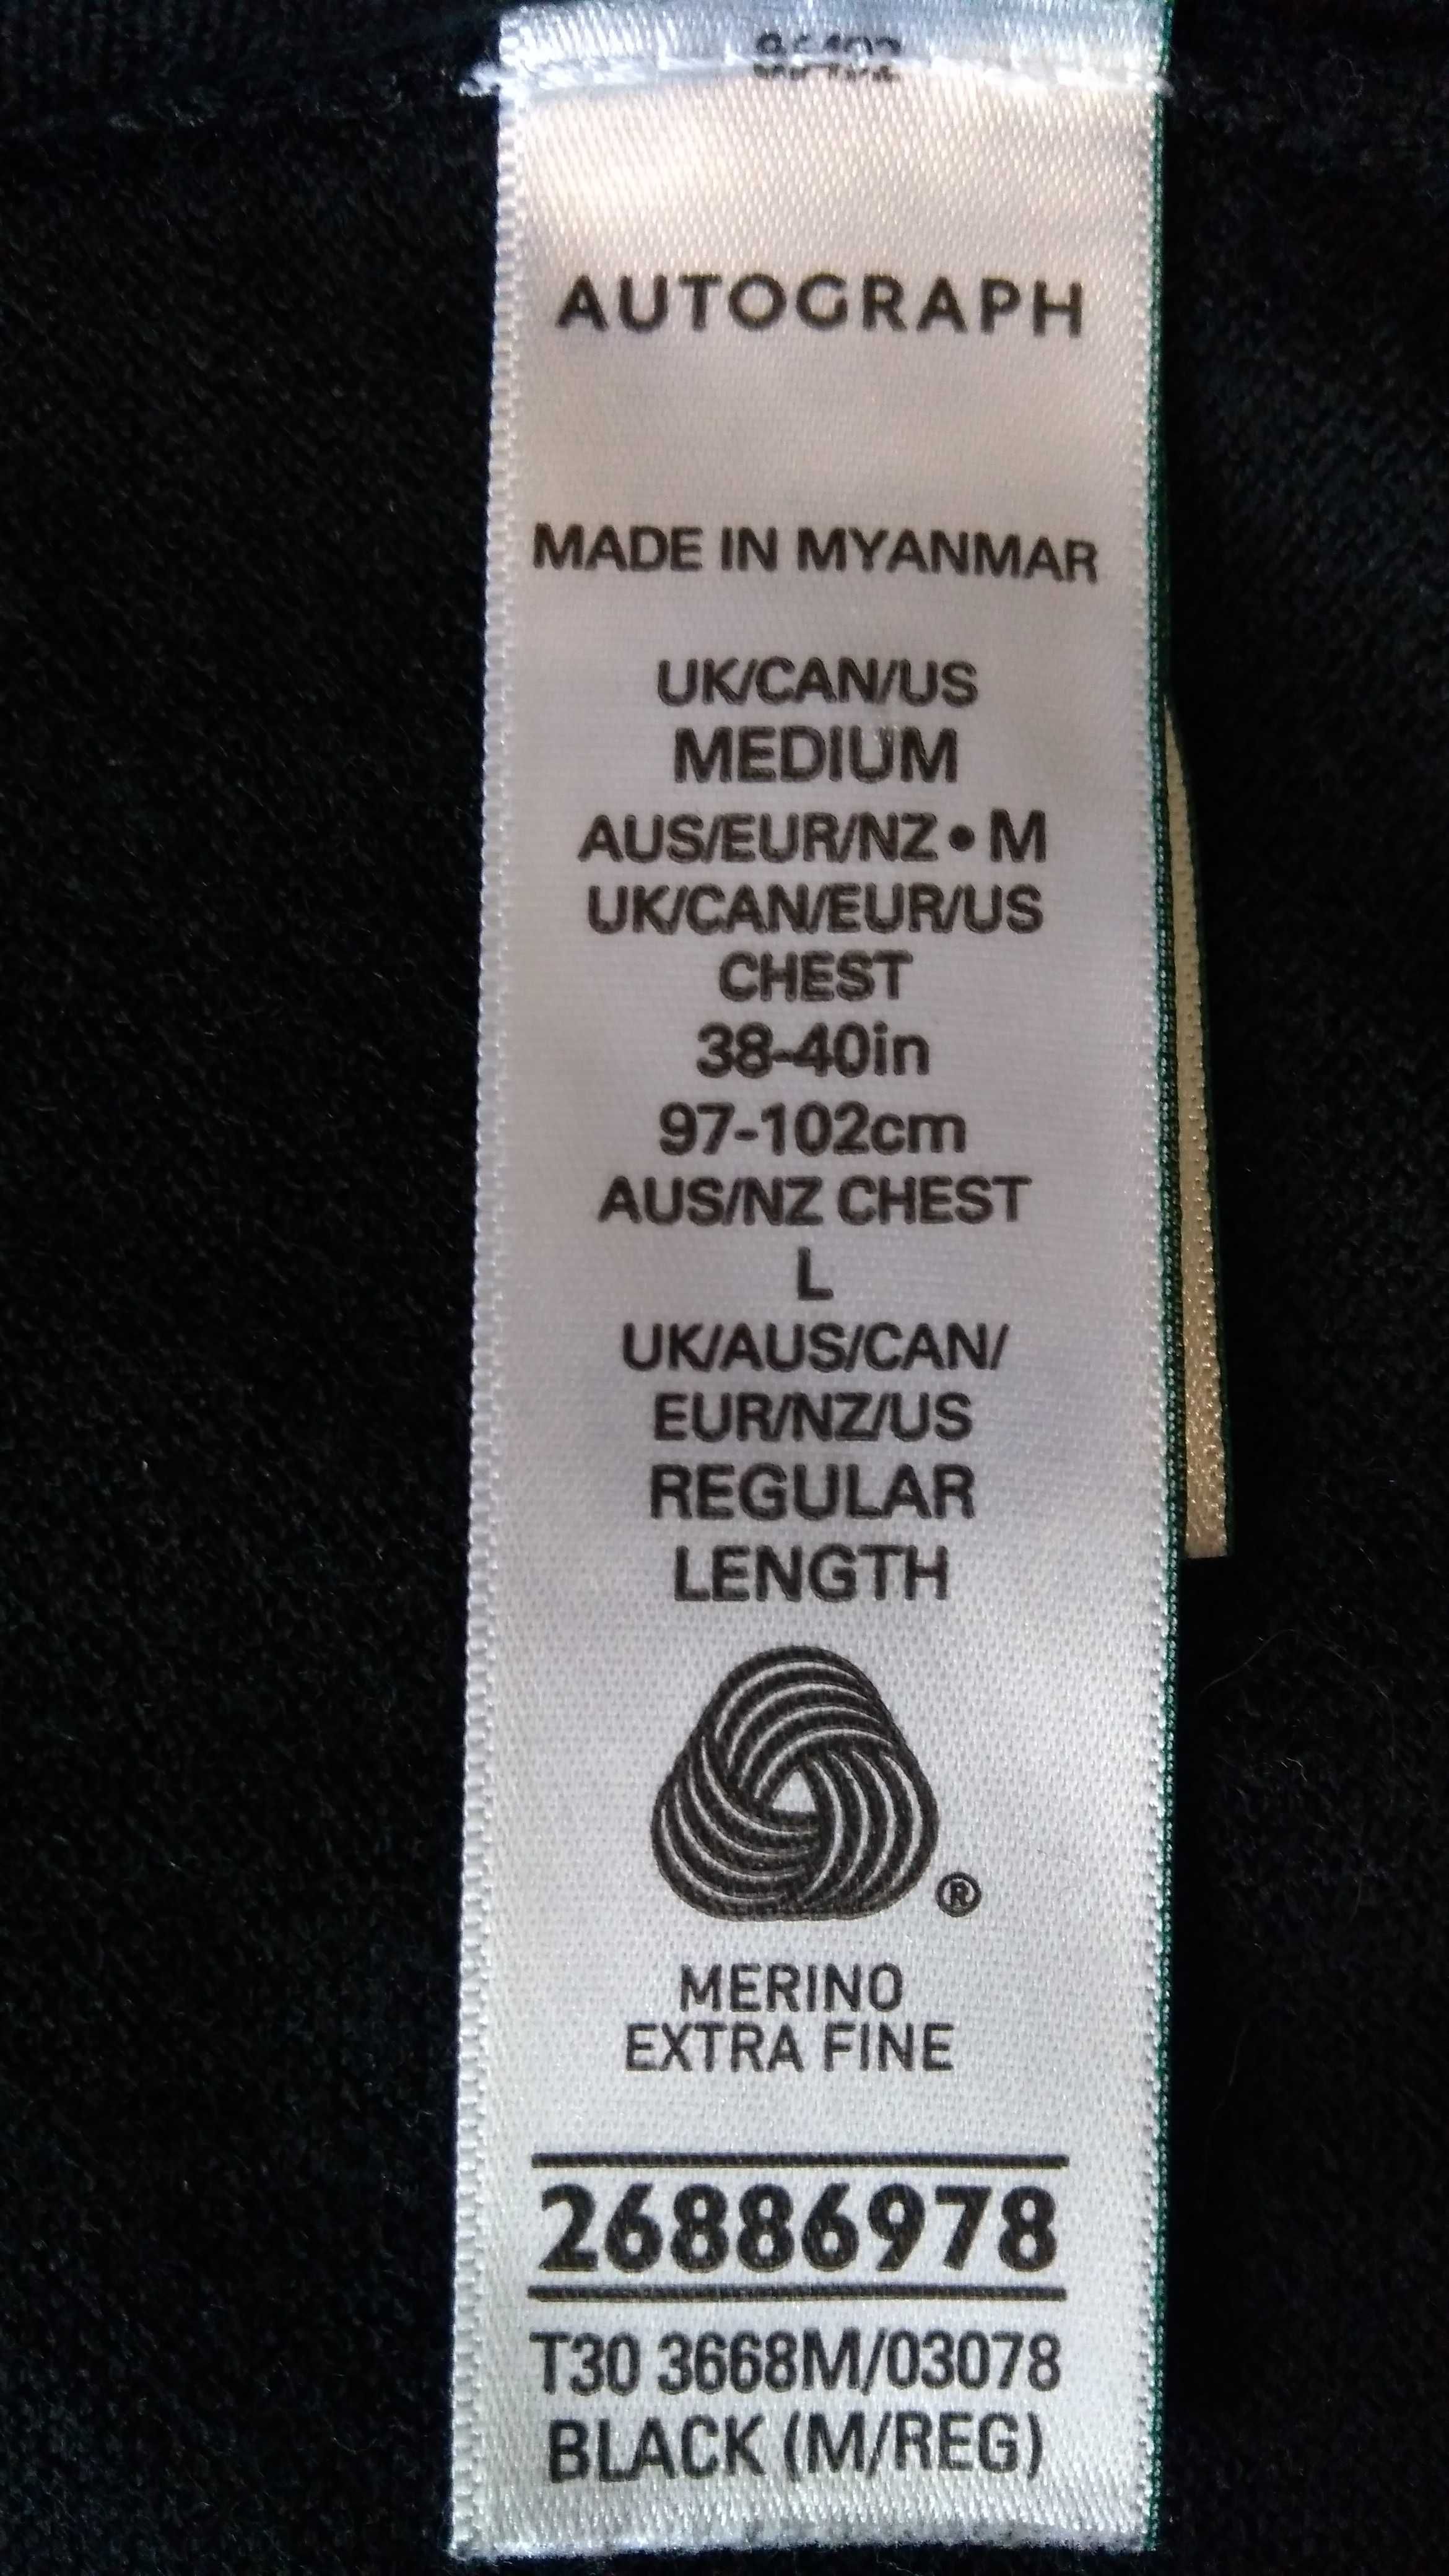 AUTOGRAPH
MADE IN MYANMAR
UK/CAN/US
MEDIUM
AUS/EUR/NZ • M
UK/CAN/EUR/US
CHEST
38-40in
97-102cm
AUS/NZ CHEST
L
UK/AUS/CAN/
EUR/NZ/US
REGULAR
LENGTH
®
MERINO
EXTRA FINE
26886978
T30 3668M/03078
BLACK (M/REG)